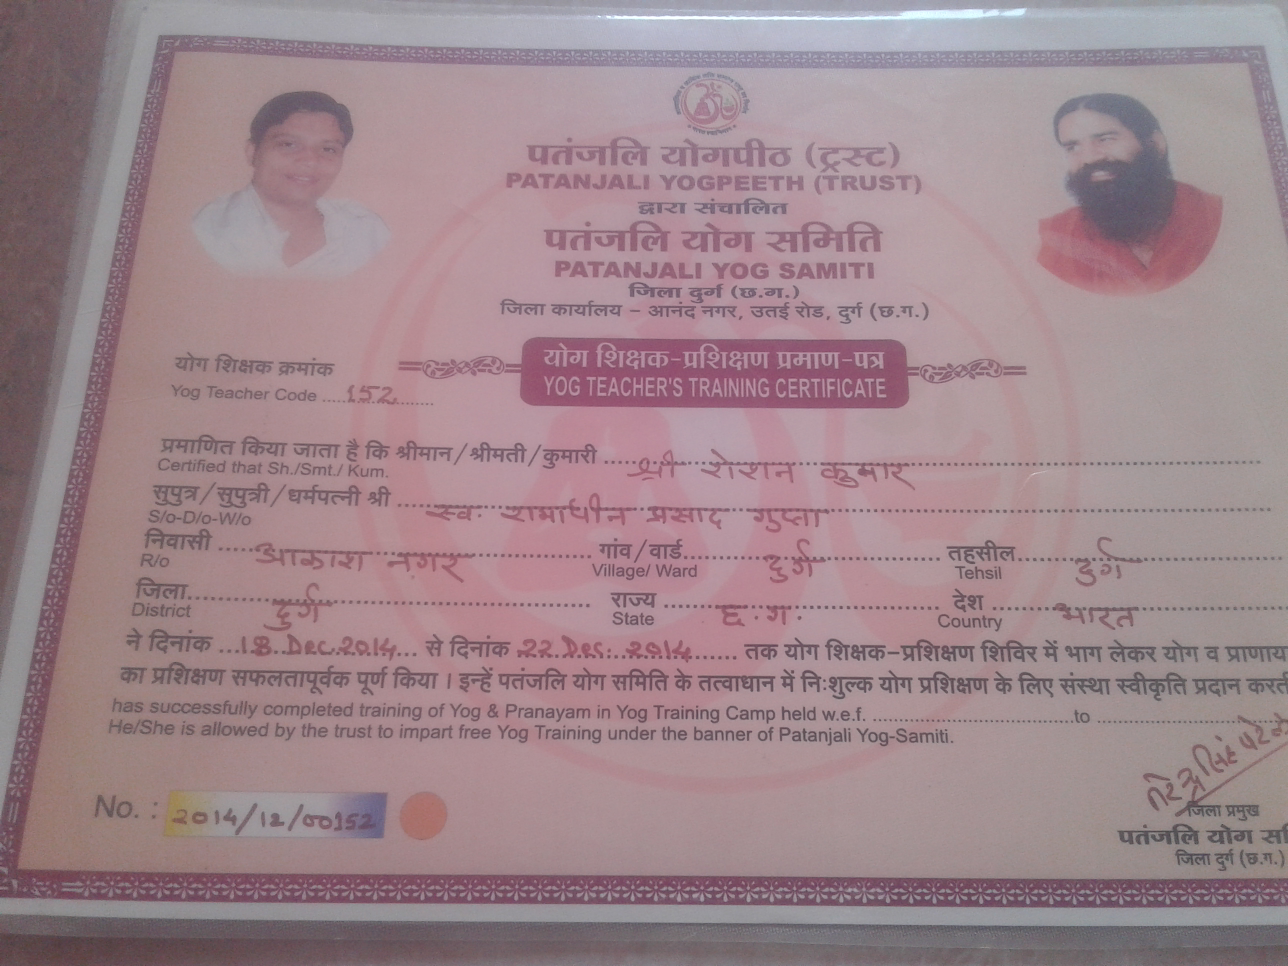 पतंजलि योगपीठ (ट्रस्ट)
PATANJALI YOGPEETH (TRUST)
द्वारा संचालित
पतंजलि योग समिति
PATANJALI YOG SAMITI
जिला दुर्ग (छ.ग.)
जिला कार्यालय – आनंद नगर, उतई रोड, दुर्ग (छ.ग.)
योग शिक्षक क्रमांक
Yog Teacher Code ....152..........
योग शिक्षक-प्रशिक्षण प्रमाण-पत्र
YOG TEACHER'S TRAINING CERTIFICATE
प्रमाणित किया जाता है कि श्रीमान/श्रीमती/कुमारी ... श्री रोशन कुमार
Certified that Sh./Smt./ Kum.
सुपुत्र/सुपुत्री/धर्मपत्नी श्री ... स्व. रामाधीन प्रसाद गुप्ता
S/o-D/o-W/o
निवासी ... आकाश नगर ... गांव/वार्ड... दुर्ग ... तहसील... दुर्ग
R/o Village/ Ward Tehsil
जिला... दुर्ग ... राज्य ... छ.ग. ... देश ... भारत
District State Country
ने दिनांक ...18 Dec.2014... से दिनांक 22 Dec. 2014....... तक योग शिक्षक-प्रशिक्षण शिविर में भाग लेकर योग व प्राणाय
का प्रशिक्षण सफलतापूर्वक पूर्ण किया । इन्हें पतंजलि योग समिति के तत्वाधान में निःशुल्क योग प्रशिक्षण के लिए संस्था स्वीकृति प्रदान करती
has successfully completed training of Yog & Pranayam in Yog Training Camp held w.e.f. ........................to ........................
He/She is allowed by the trust to impart free Yog Training under the banner of Patanjali Yog-Samiti.
No. : 2014/12/00152
जिला प्रमुख
पतंजलि योग स
जिला दुर्ग (छ.ग.)